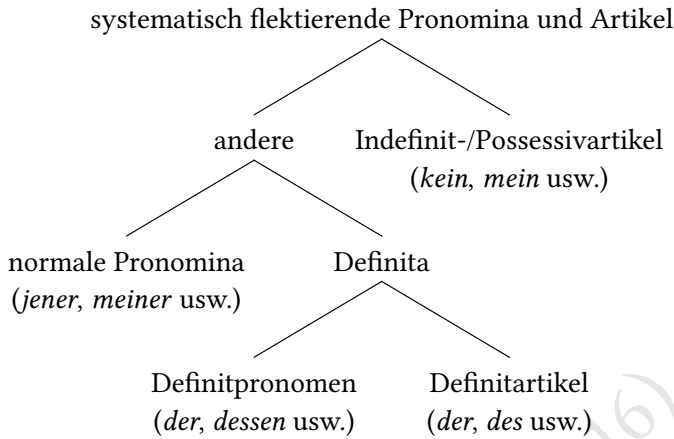 systematisch flektierende Pronomina und Artikel
andere
Indefinit-/Possessivartikel
(kein, mein usw.)
normale Pronomina
(jener, meiner usw.)
Definita
Definitpronomen
(der, dessen usw.)
Definitartikel
(der, des usw.)
16)